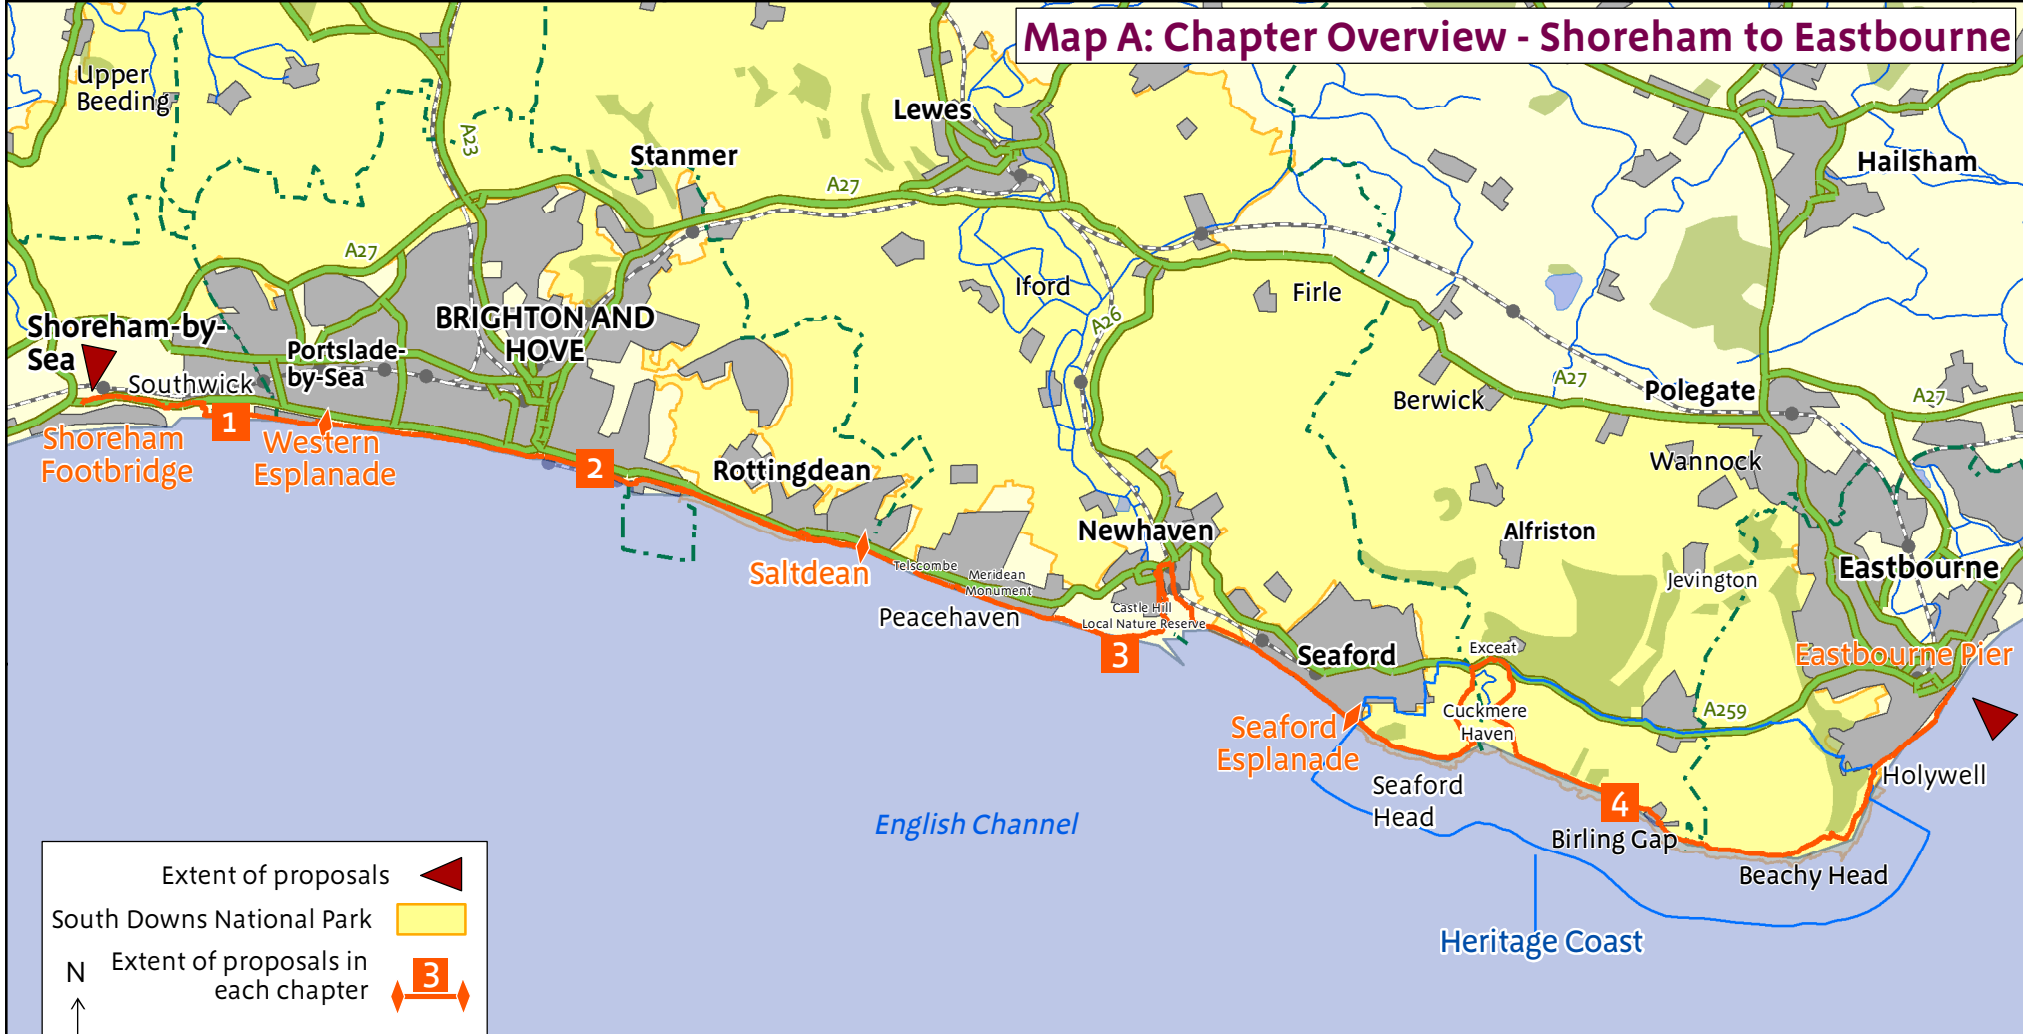 Map A: Chapter Overview - Shoreham to Eastbourne
Upper
Beeding
A23
Lewes
Stanmer
Hailsham
A27
A27
Iford
Firle
A26
Shoreham-by-
Sea
BRIGHTON AND
HOVE
Portslade-
by-Sea
Southwick
A27
Polegate
A27
Berwick
1
Shoreham
Footbridge
Western
Esplanade
2
Rottingdean
Wannock
Newhaven
Alfriston
Saltdean
Telscombe
Meridean
Monument
Jevington
Eastbourne
Peacehaven
Castle Hill
Local Nature Reserve
3
Seaford
Exceat
Eastbourne Pier
Seaford
Esplanade
Cuckmere
Haven
A259
Seaford
Head
Holywell
4
Birling Gap
English Channel
Beachy Head
Heritage Coast
Extent of proposals
South Downs National Park
Extent of proposals in
each chapter
3
N